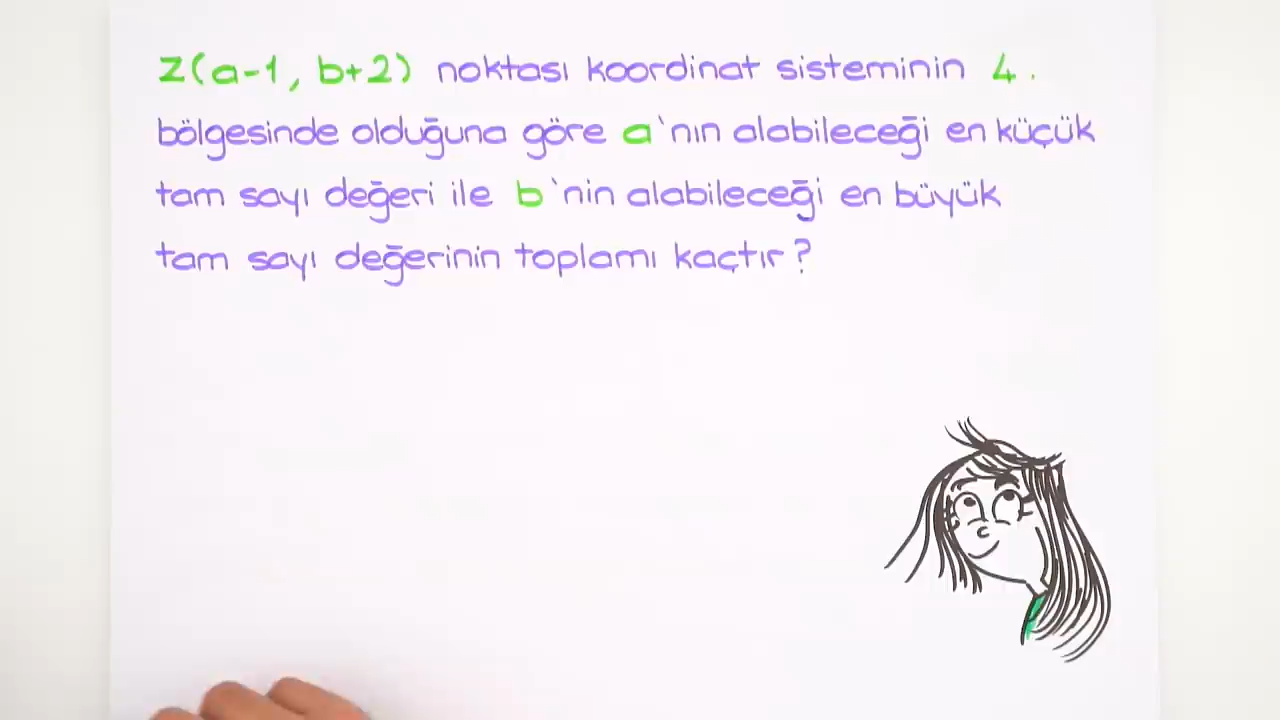 Z(a-1, b+2) noktası koordinat sisteminin 4.
bölgesinde olduğuna göre a'nın alabileceği en küçük
tam sayı değeri ile b'nin alabileceği en büyük
tam sayı değerinin toplamı kaçtır?